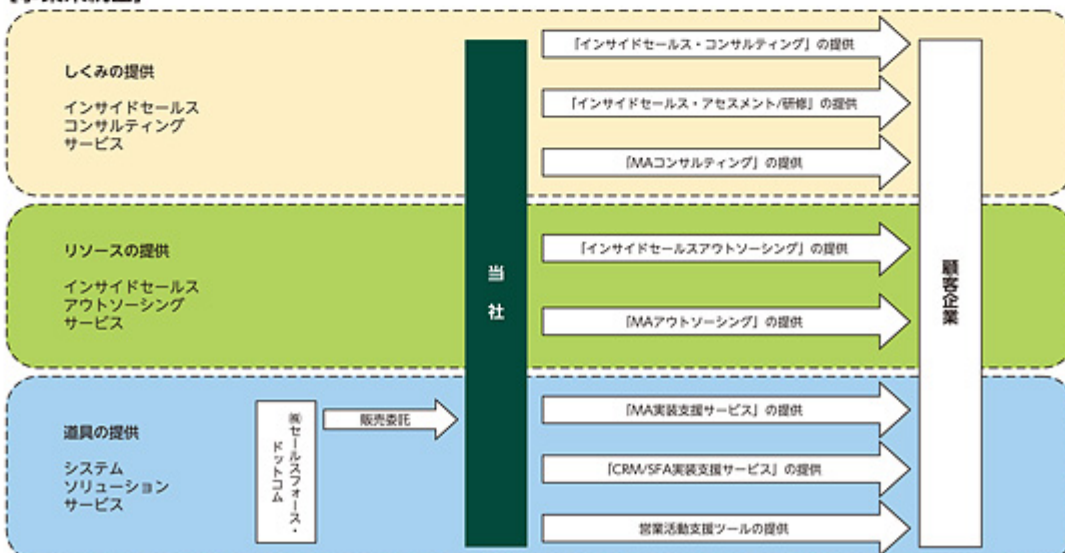 しくみの提供
インサイドセールス
コンサルティング
サービス
「インサイドセールス・コンサルティング」の提供
「インサイドセールス・アセスメント/研修」の提供
「MAコンサルティング」の提供
リソースの提供
インサイドセールス
アウトソーシング
サービス
「インサイドセールスアウトソーシング」の提供
「MAアウトソーシング」の提供
当社
顧客企業
道具の提供
システム
ソリューション
サービス
㈱セールスフォース・
ドットコム
販売委託
「MA実装支援サービス」の提供
「CRM/SFA実装支援サービス」の提供
営業活動支援ツールの提供